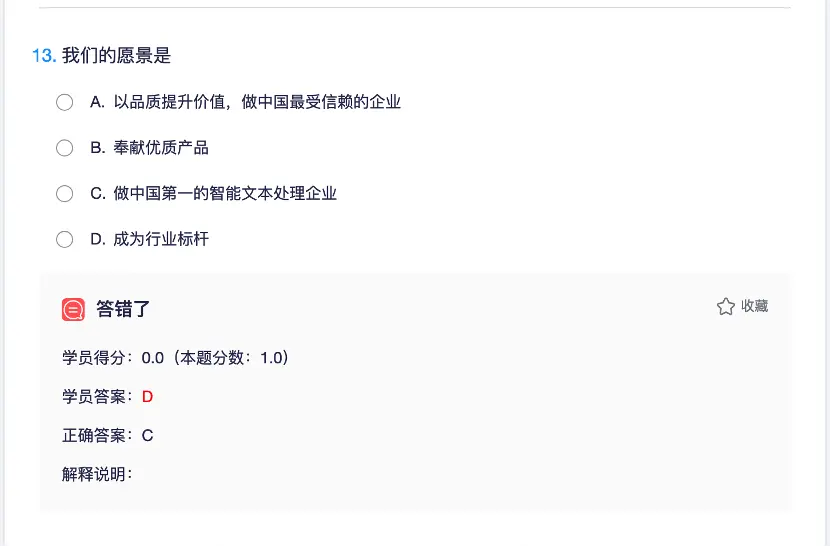 13. 我们的愿景是
A. 以品质提升价值，做中国最受信赖的企业
B. 奉献优质产品
C. 做中国第一的智能文本处理企业
D. 成为行业标杆
答错了
收藏
学员得分：0.0（本题分数：1.0）
学员答案：D
正确答案：C
解释说明：